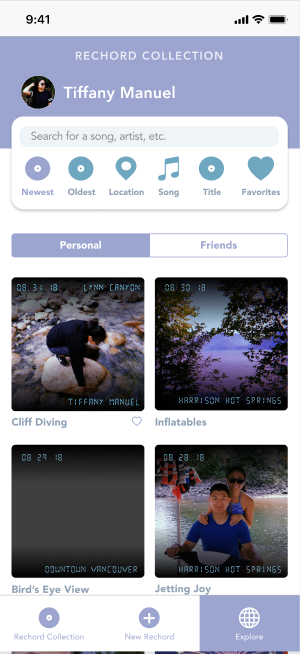 9:41
RECHORD COLLECTION
Tiffany Manuel
Search for a song, artist, etc.
Newest Oldest Location Song Title Favorites
Personal Friends
08 31 18 LYNN CANYON
TIFFANY MANUEL
08 30 18
HARRISON HOT SPRINGS
Cliff Diving
Inflatables
08 29 18
DOWNTOWN VANCOUVER
08 28 18
HARRISON HOT SPRINGS
Bird's Eye View
Jetting Joy
Rechord Collection New Rechord Explore